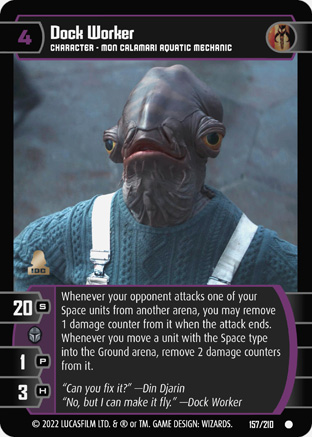 4
Dock Worker
CHARACTER - MON CALAMARI AQUATIC MECHANIC
20 S
1 P
3 H
Whenever your opponent attacks one of your
Space units from another arena, you may remove
1 damage counter from it when the attack ends.
Whenever you move a unit with the Space type
into the Ground arena, remove 2 damage counters
from it.
“Can you fix it?” —Din Djarin
“No, but I can make it fly.” —Dock Worker
© 2022 LUCASFILM LTD. & ® or TM. GAME DESIGN; WIZARDS.
157/210